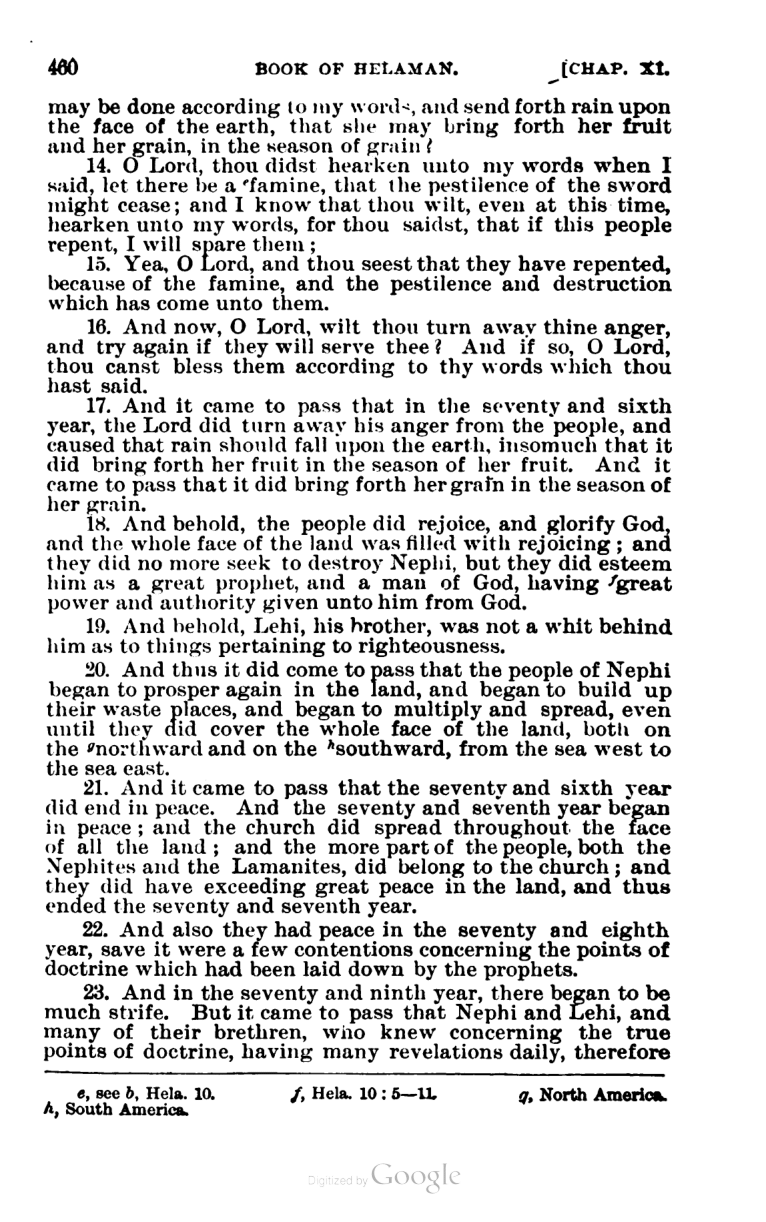 460 BOOK OF HELAMAN. [CHAP. XI.
may be done according to my words, and send forth rain upon
the face of the earth, that she may bring forth her fruit
and her grain, in the season of grain?
14. O Lord, thou didst hearken unto my words when I
said, let there be a ᵉfamine, that the pestilence of the sword
might cease; and I know that thou wilt, even at this time,
hearken unto my words, for thou saidst, that if this people
repent, I will spare them;
15. Yea, O Lord, and thou seest that they have repented,
because of the famine, and the pestilence and destruction
which has come unto them.
16. And now, O Lord, wilt thou turn away thine anger,
and try again if they will serve thee? And if so, O Lord,
thou canst bless them according to thy words which thou
hast said.
17. And it came to pass that in the seventy and sixth
year, the Lord did turn away his anger from the people, and
caused that rain should fall upon the earth, insomuch that it
did bring forth her fruit in the season of her fruit. And it
came to pass that it did bring forth her grain in the season of
her grain.
18. And behold, the people did rejoice, and glorify God,
and the whole face of the land was filled with rejoicing; and
they did no more seek to destroy Nephi, but they did esteem
him as a great prophet, and a man of God, having ᶠgreat
power and authority given unto him from God.
19. And behold, Lehi, his brother, was not a whit behind
him as to things pertaining to righteousness.
20. And thus it did come to pass that the people of Nephi
began to prosper again in the land, and began to build up
their waste places, and began to multiply and spread, even
until they did cover the whole face of the land, both on
the ᵍnorthward and on the ʰsouthward, from the sea west to
the sea east.
21. And it came to pass that the seventy and sixth year
did end in peace. And the seventy and seventh year began
in peace; and the church did spread throughout the face
of all the land; and the more part of the people, both the
Nephites and the Lamanites, did belong to the church; and
they did have exceeding great peace in the land, and thus
ended the seventy and seventh year.
22. And also they had peace in the seventy and eighth
year, save it were a few contentions concerning the points of
doctrine which had been laid down by the prophets.
23. And in the seventy and ninth year, there began to be
much strife. But it came to pass that Nephi and Lehi, and
many of their brethren, who knew concerning the true
points of doctrine, having many revelations daily, therefore
e, see b, Hela. 10. f, Hela. 10:5—11. g, North America.
h, South America.
Digitized by Google